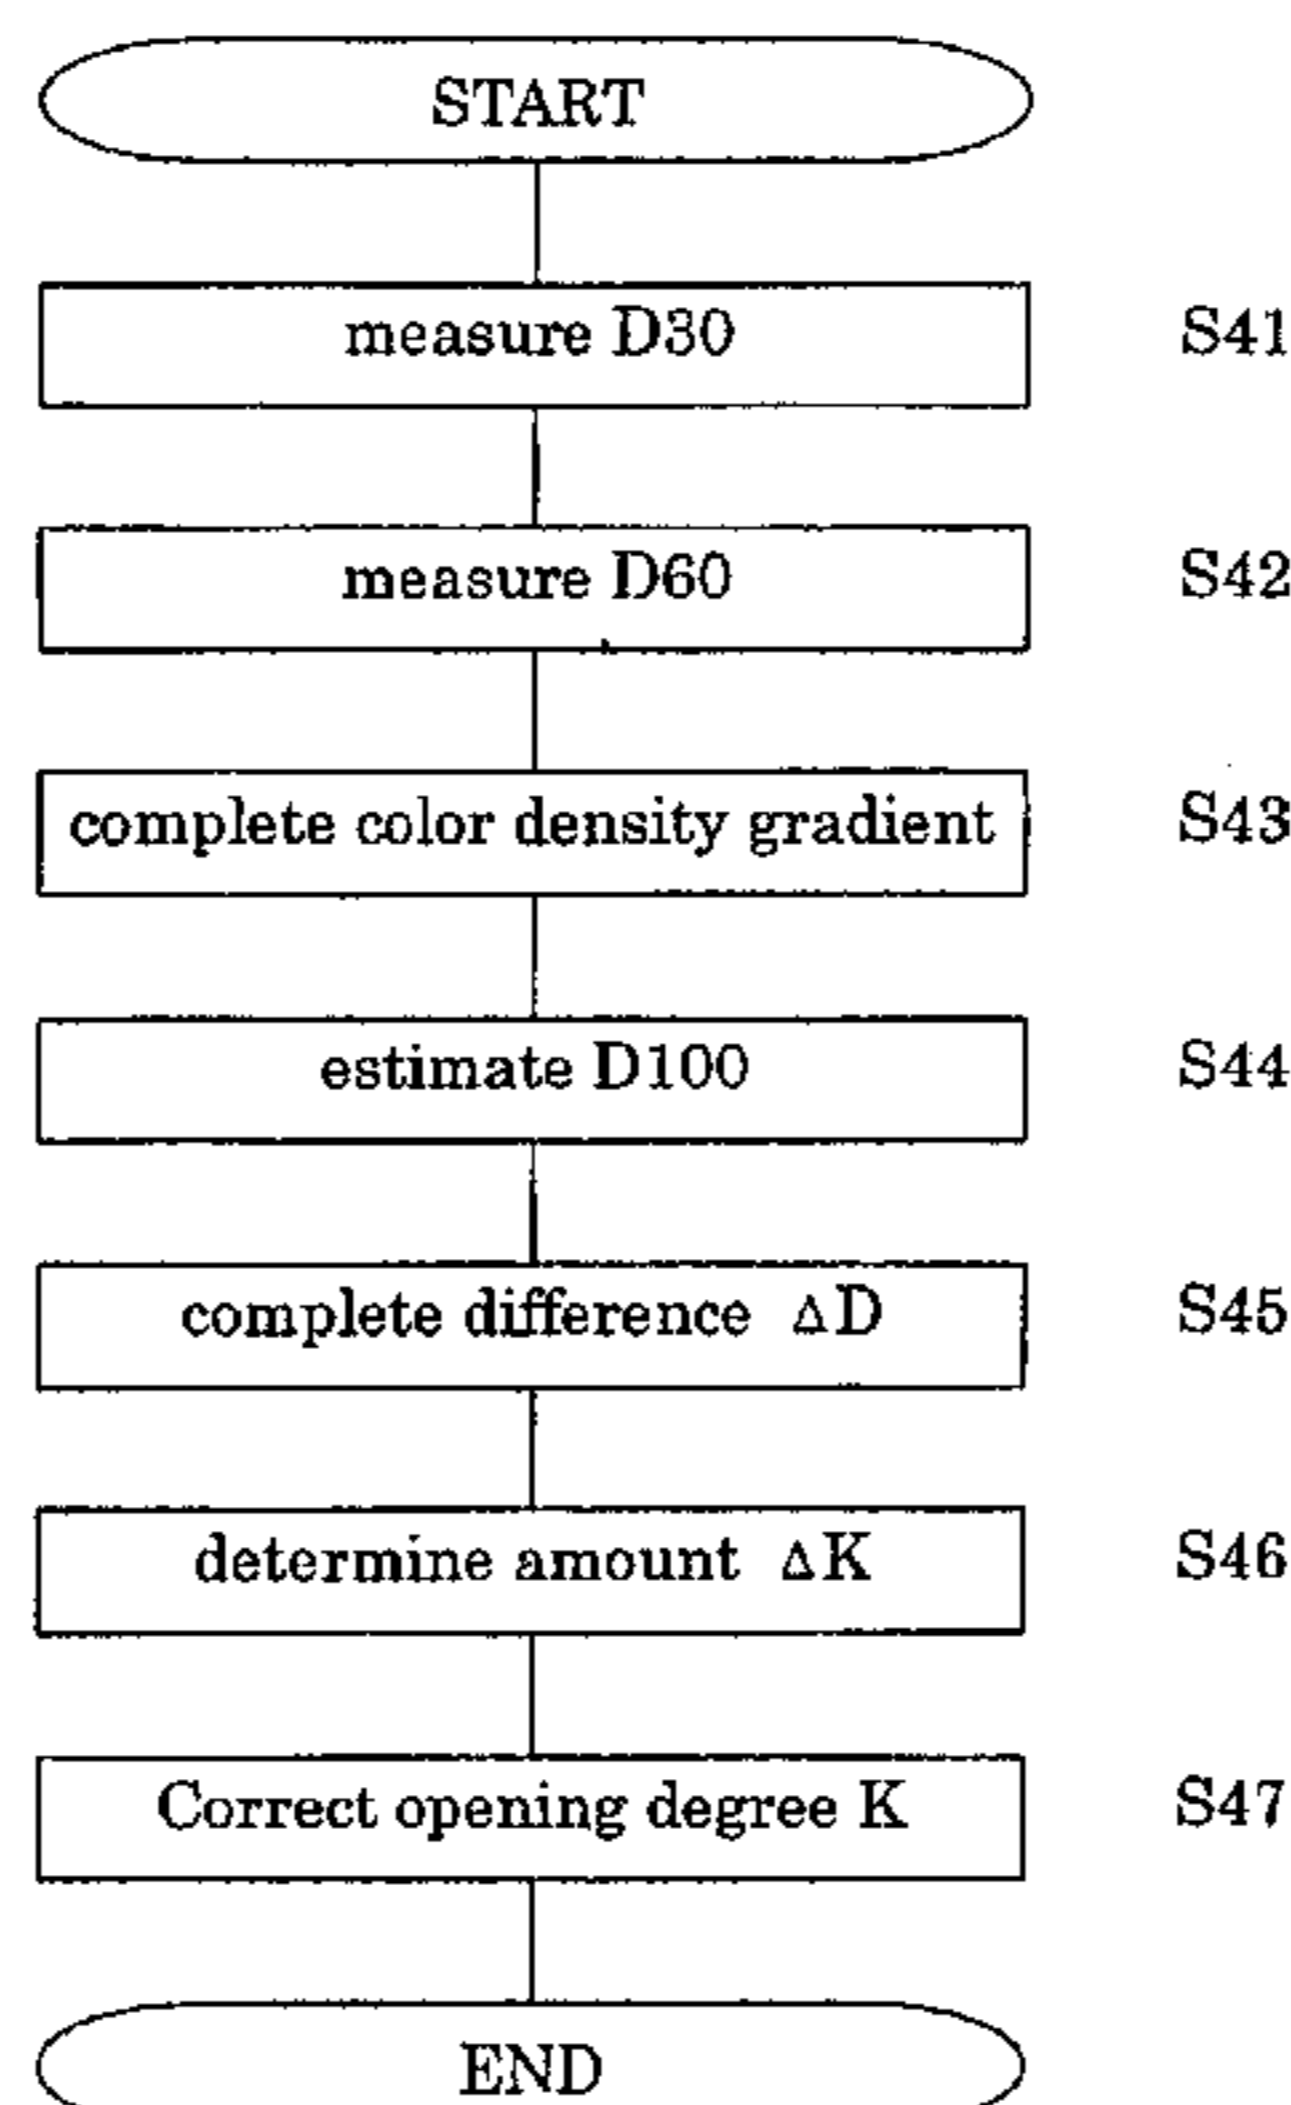 START
measure D30 S41
measure D60 S42
complete color density gradient S43
estimate D100 S44
complete difference ΔD S45
determine amount ΔK S46
Correct opening degree K S47
END